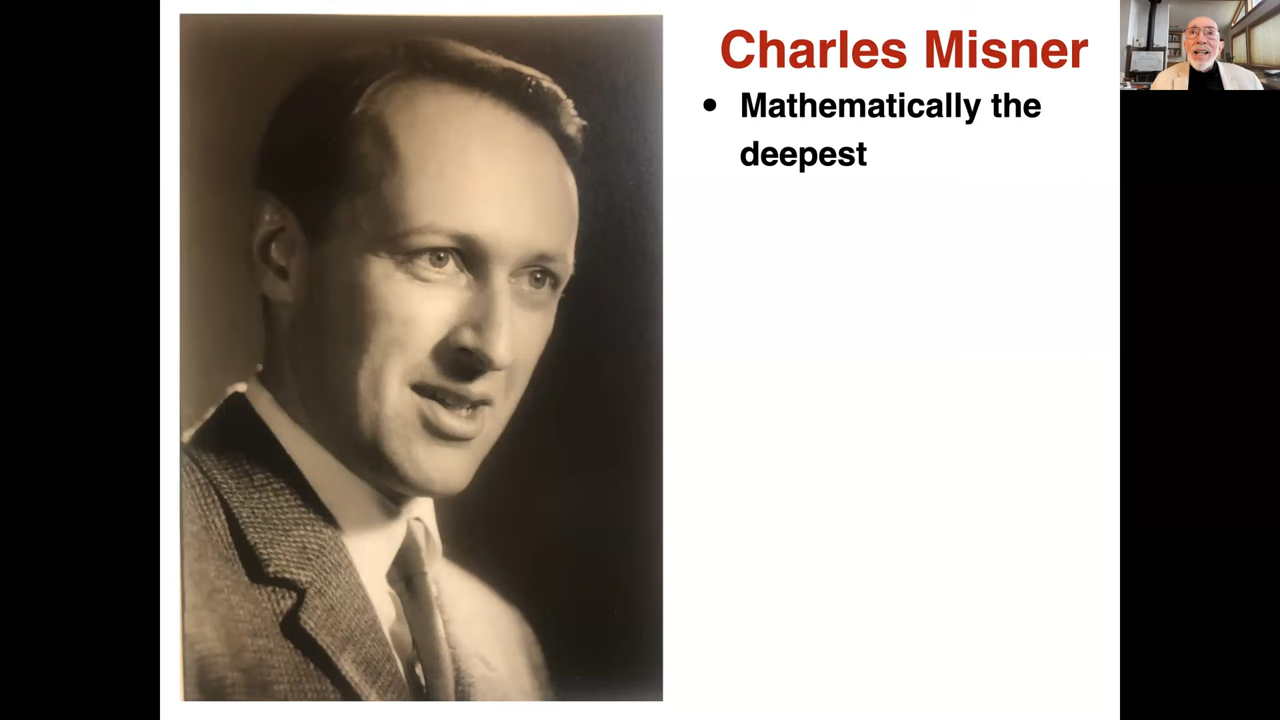 Charles Misner
• Mathematically the
deepest